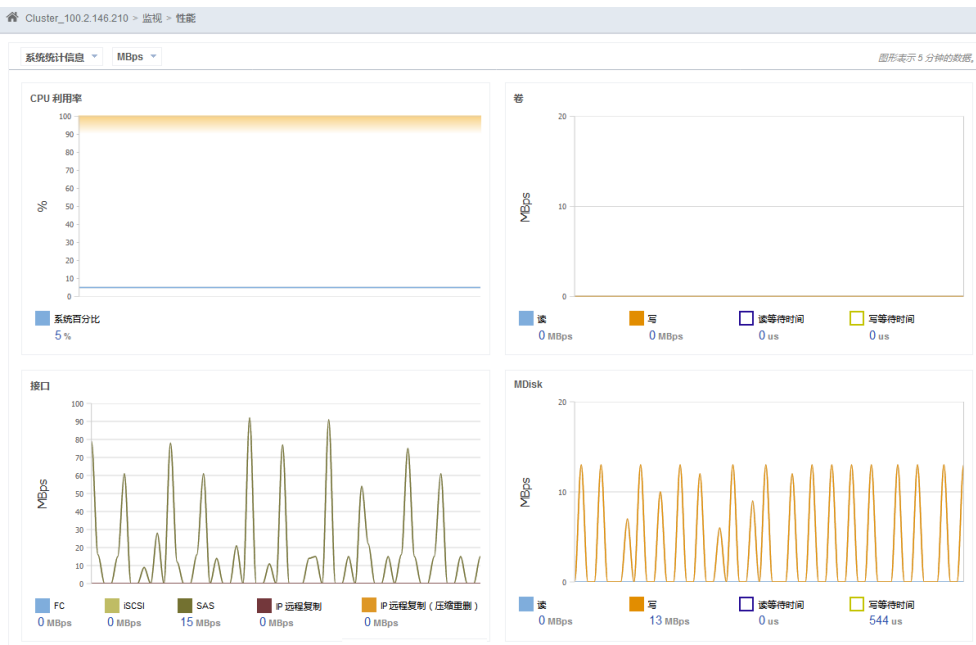 Cluster_100.2.146.210 > 监视 > 性能
系统统计信息 MBps
图形表示 5 分钟的数据,
CPU 利用率
100
90
80
70
60
50
40
30
20
10
0
%
系统百分比
5 %
卷
20
10
0
MBps
读 写 读等待时间 写等待时间
0 MBps 0 MBps 0 us 0 us
接口
100
90
80
70
60
50
40
30
20
10
0
MBps
FC iSCSI SAS IP 远程复制 IP 远程复制（压缩重删）
0 MBps 0 MBps 15 MBps 0 MBps 0 MBps
MDisk
20
10
0
MBps
读 写 读等待时间 写等待时间
0 MBps 13 MBps 0 us 544 us